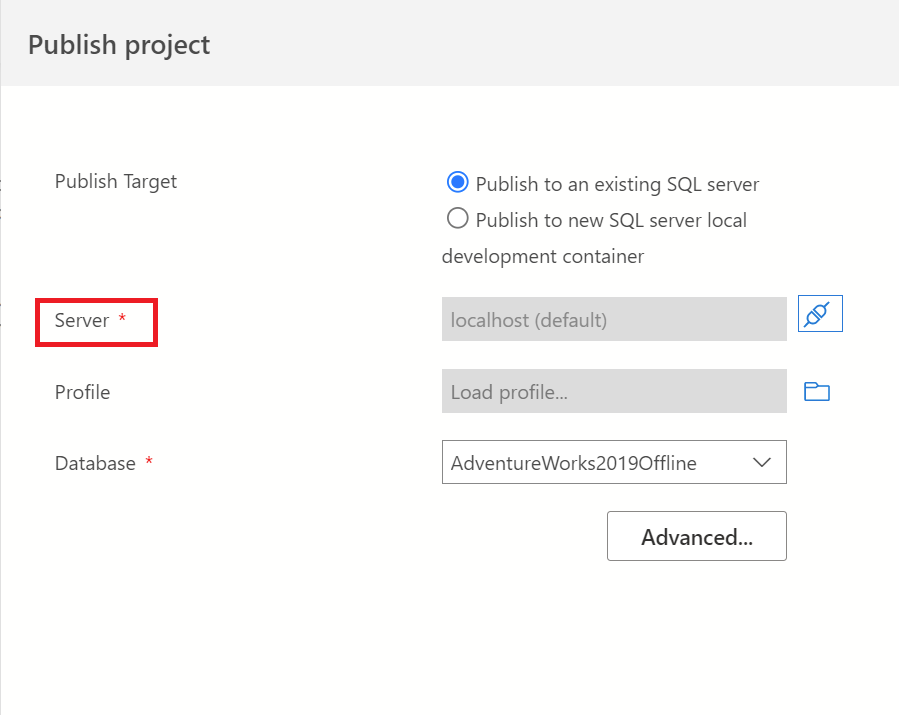 Publish project
Publish Target
Publish to an existing SQL server
Publish to new SQL server local
development container
Server *
localhost (default)
Profile
Load profile...
Database *
AdventureWorks2019Offline
Advanced...